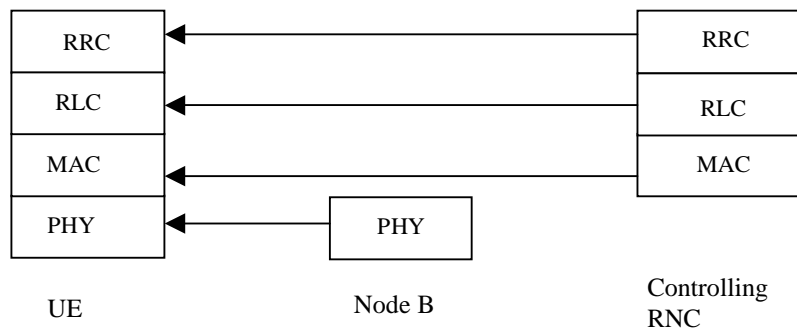 RRC
RRC
RLC
RLC
MAC
MAC
PHY
PHY
UE
Node B
Controlling
RNC